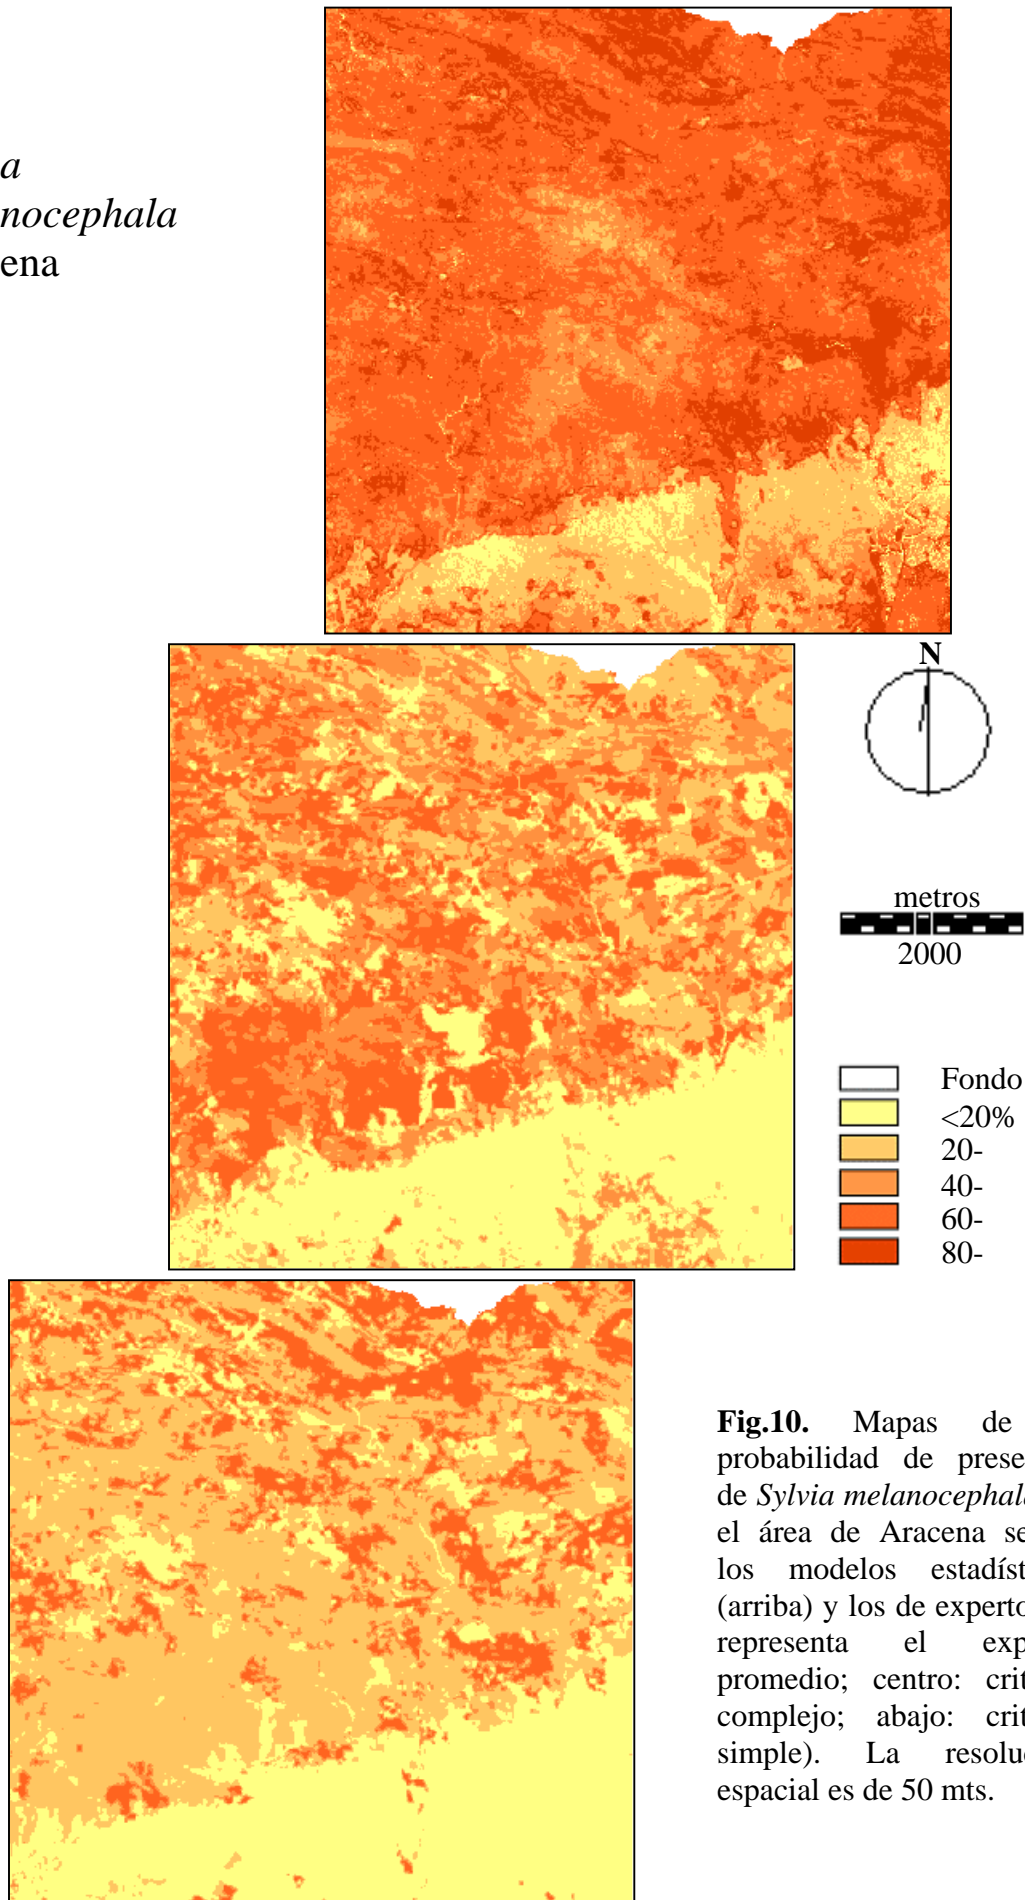 a
nocephala
ena
N
metros
2000
Fondo
<20%
20-
40-
60-
80-
Fig.10. Mapas de
probabilidad de prese
de Sylvia melanocephal
el área de Aracena se
los modelos estadíst
(arriba) y los de experto
representa el exp
promedio; centro: crit
complejo; abajo: crit
simple). La resolu
espacial es de 50 mts.